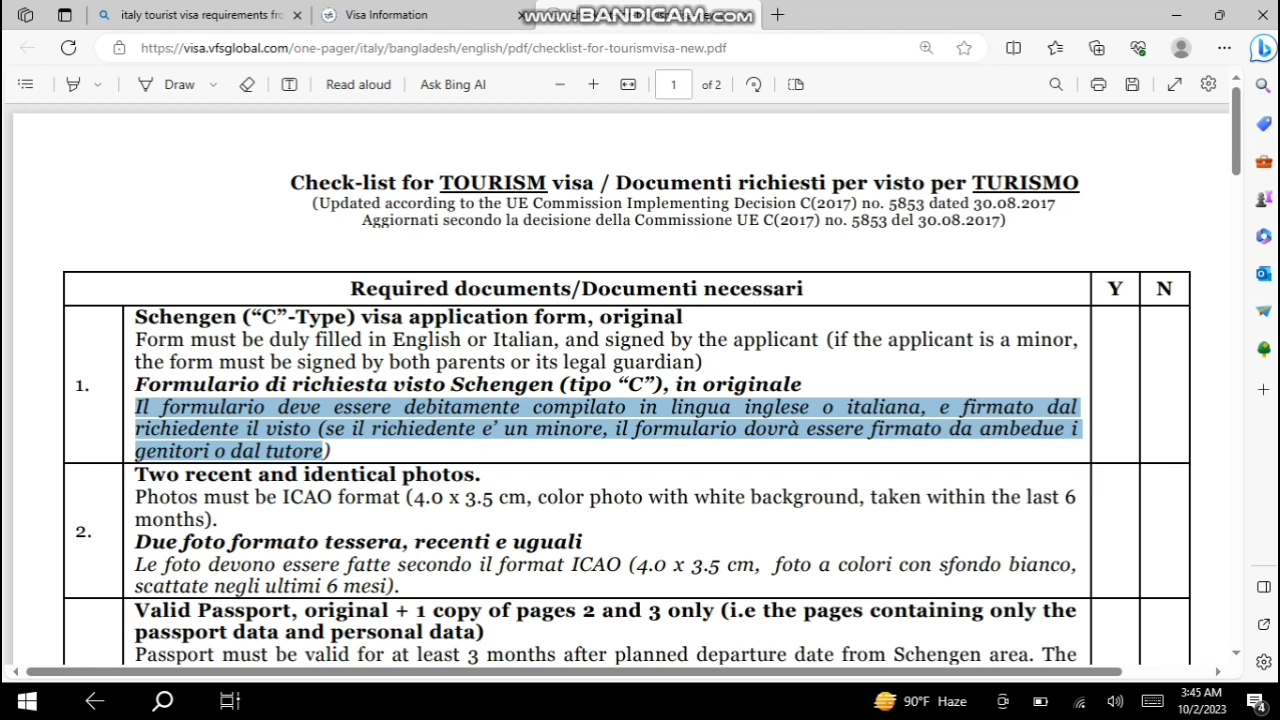 italy tourist visa requirements fro
Visa Information
www.BANDICAM.com
https://visa.vfsglobal.com/one-pager/italy/bangladesh/english/pdf/checklist-for-tourismvisa-new.pdf
Draw
Read aloud
Ask Bing AI
1
of 2
Check-list for TOURISM visa / Documenti richiesti per visto per TURISMO
(Updated according to the UE Commission Implementing Decision C(2017) no. 5853 dated 30.08.2017
Aggiornati secondo la decisione della Commissione UE C(2017) no. 5853 del 30.08.2017)
Required documents/Documenti necessari Y N
1.
Schengen (“C”-Type) visa application form, original
Form must be duly filled in English or Italian, and signed by the applicant (if the applicant is a minor,
the form must be signed by both parents or its legal guardian)
Formulario di richiesta visto Schengen (tipo “C”), in originale
Il formulario deve essere debitamente compilato in lingua inglese o italiana, e firmato dal
richiedente il visto (se il richiedente e’ un minore, il formulario dovrà essere firmato da ambedue i
genitori o dal tutore)
2.
Two recent and identical photos.
Photos must be ICAO format (4.0 x 3.5 cm, color photo with white background, taken within the last 6
months).
Due foto formato tessera, recenti e uguali
Le foto devono essere fatte secondo il format ICAO (4.0 x 3.5 cm, foto a colori con sfondo bianco,
scattate negli ultimi 6 mesi).
Valid Passport, original + 1 copy of pages 2 and 3 only (i.e the pages containing only the
passport data and personal data)
Passport must be valid for at least 3 months after planned departure date from Schengen area. The
90°F Haze
3:45 AM
10/2/2023
4